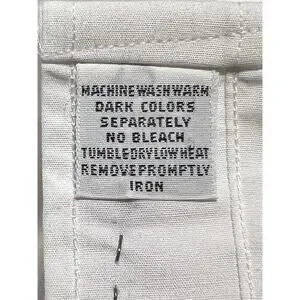 MACHINE WASH WARM
DARK COLORS
SEPARATELY
NO BLEACH
TUMBLE DRY LOW HEAT
REMOVE PROMPTLY
IRON